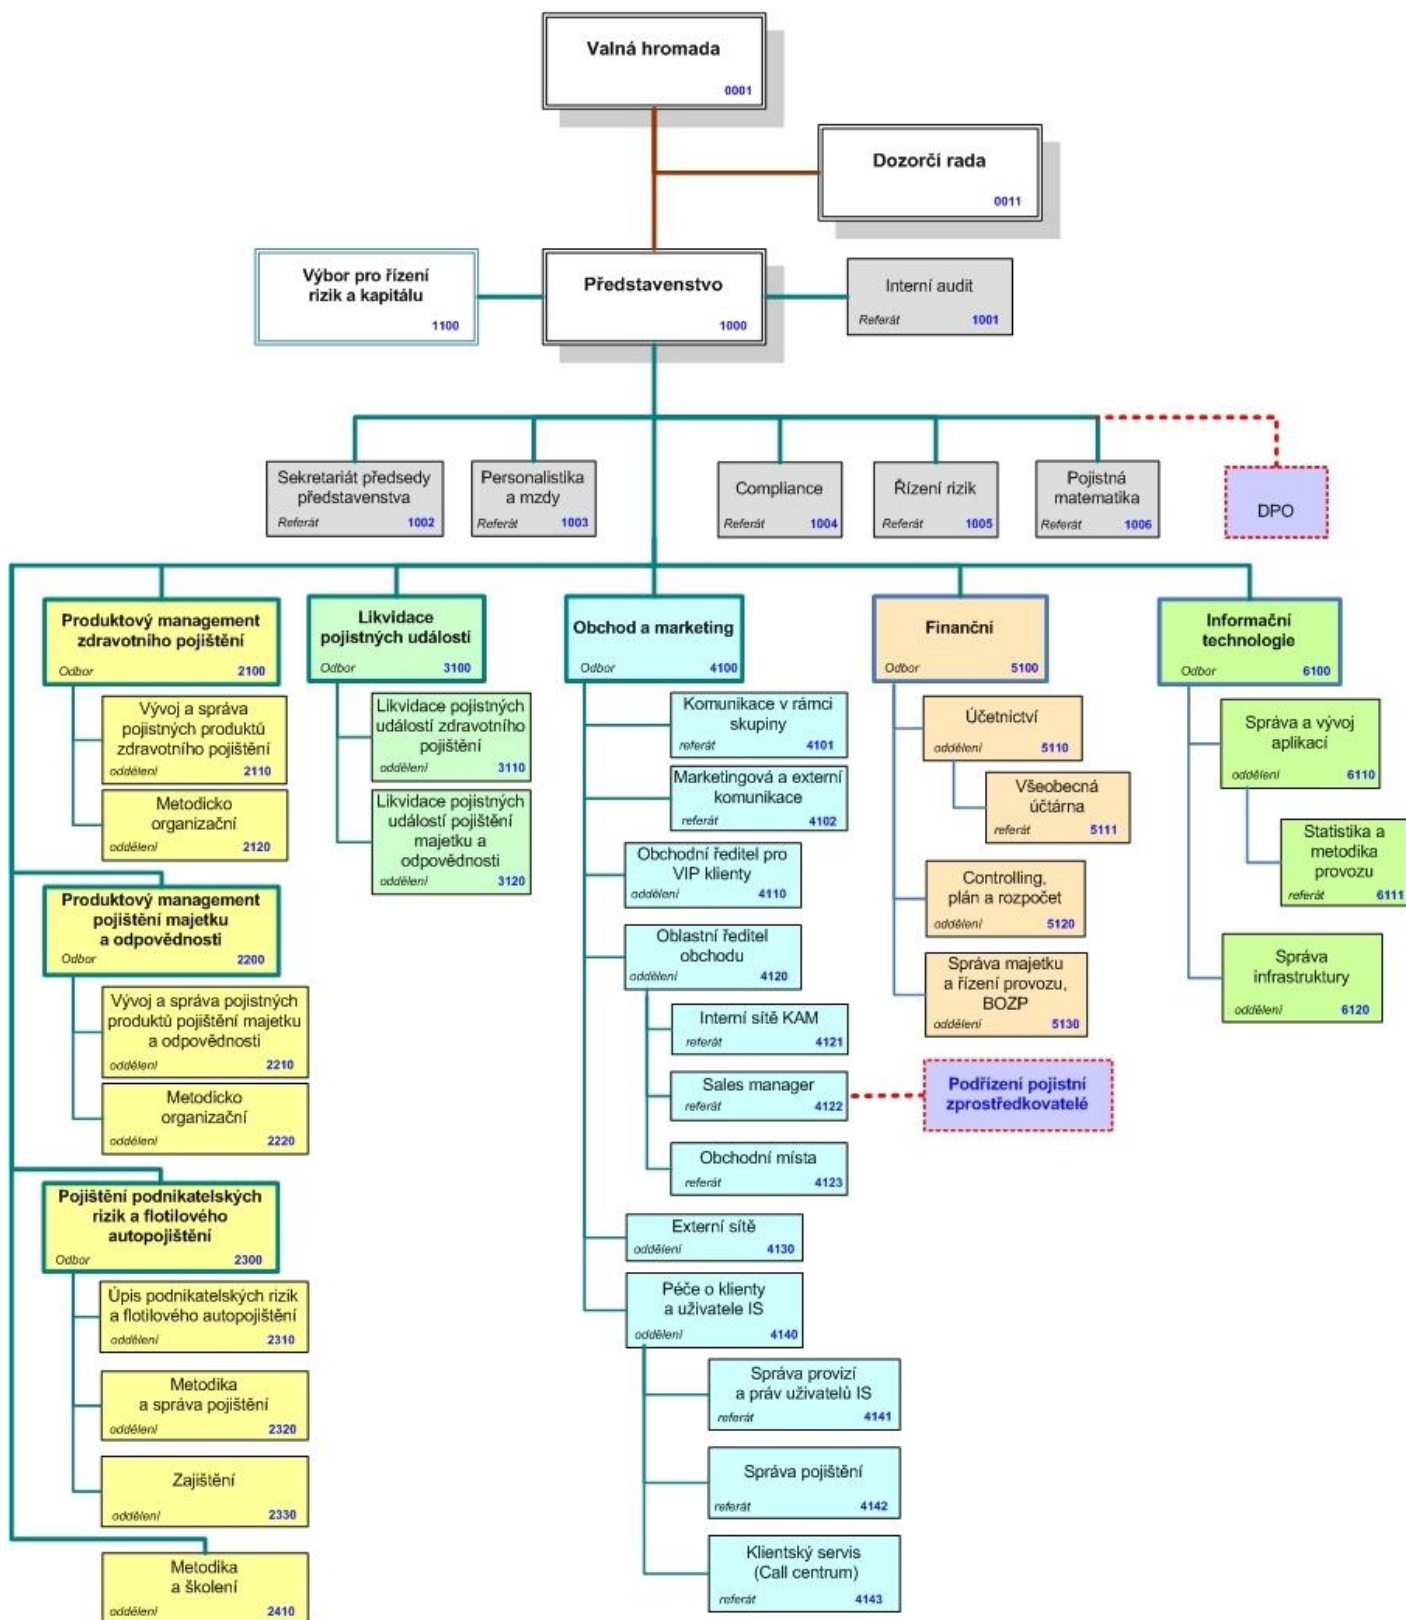 Valná hromada
0001
Dozorčí rada
0011
Výbor pro řízení
rizik a kapitálu
1100
Představenstvo
1000
Interní audit
Referát 1001
Sekretariát předsedy
představenstva
Referát 1002
Personalistika
a mzdy
Referát 1003
Compliance
Referát 1004
Řízení rizik
Referát 1005
Pojistná
matematika
Referát 1006
DPO
Produktový management
zdravotního pojištění
Odbor 2100
Vývoj a správa
pojistných produktů
zdravotního pojištění
oddělení 2110
Metodicko
organizační
oddělení 2120
Produktový management
pojištění majetku
a odpovědnosti
Odbor 2200
Vývoj a správa pojistných
produktů pojištění majetku
a odpovědnosti
oddělení 2210
Metodicko
organizační
oddělení 2220
Pojištění podnikatelských
rizik a flotilového
autopojištění
Odbor 2300
Úpis podnikatelských rizik
a flotilového autopojištění
oddělení 2310
Metodika
a správa pojištění
oddělení 2320
Zajištění
oddělení 2330
Metodika
a školení
oddělení 2410
Likvidace
pojistných událostí
Odbor 3100
Likvidace pojistných
událostí zdravotního
pojištění
oddělení 3110
Likvidace pojistných
událostí pojištění
majetku a
odpovědnosti
oddělení 3120
Obchod a marketing
Odbor 4100
Komunikace v rámci
skupiny
referát 4101
Marketingová a externí
komunikace
referát 4102
Obchodní ředitel pro
VIP klienty
oddělení 4110
Oblastní ředitel
obchodu
oddělení 4120
Interní sítě KAM
referát 4121
Sales manager
referát 4122
Podřízení pojistní
zprostředkovatelé
Obchodní místa
referát 4123
Externí sítě
oddělení 4130
Péče o klienty
a uživatele IS
oddělení 4140
Správa provizí
a práv uživatelů IS
referát 4141
Správa pojištění
referát 4142
Klientský servis
(Call centrum)
referát 4143
Finanční
Odbor 5100
Účetnictví
oddělení 5110
Všeobecná
účtárna
referát 5111
Controlling,
plán a rozpočet
oddělení 5120
Správa majetku
a řízení provozu,
BOZP
oddělení 5130
Informační
technologie
Odbor 6100
Správa a vývoj
aplikací
oddělení 6110
Statistika a
metodika
provozu
referát 6111
Správa
infrastruktury
oddělení 6120